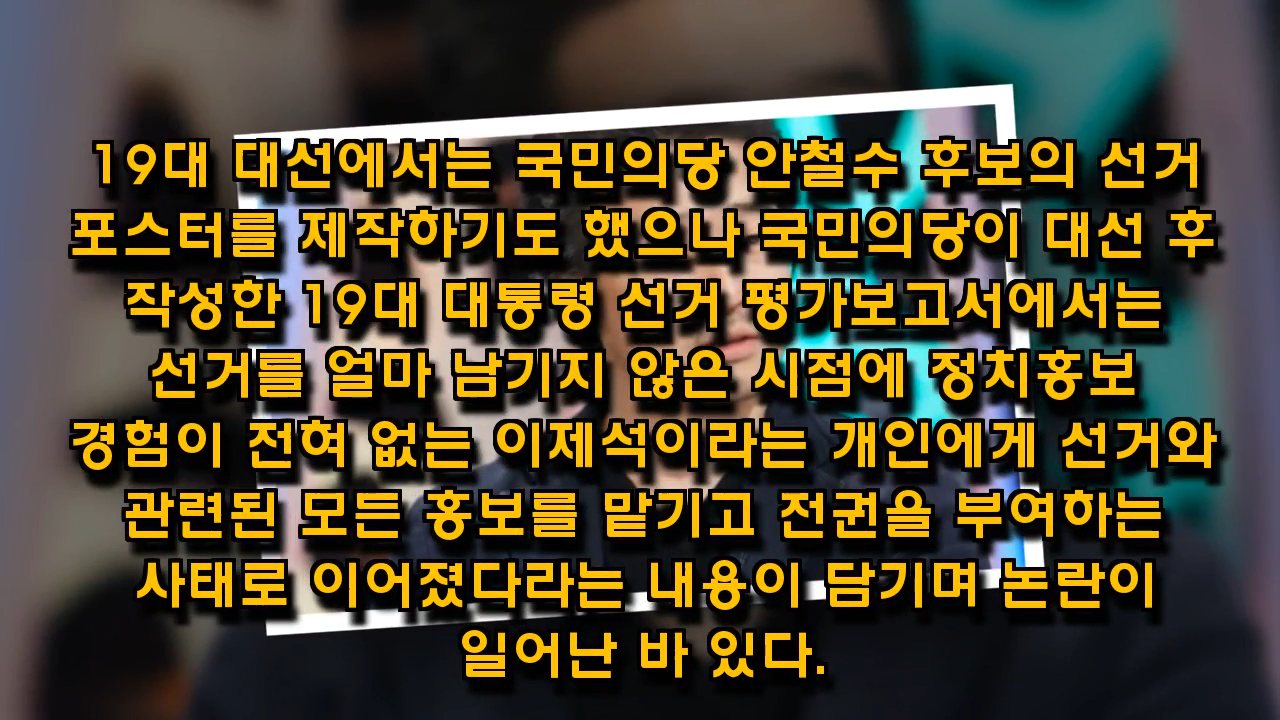 19대 대선에서는 국민의당 안철수 후보의 선거
포스터를 제작하기도 했으나 국민의당이 대선 후
작성한 19대 대통령 선거 평가보고서에서는
선거를 얼마 남기지 않은 시점에 정치홍보
경험이 전혀 없는 이제석이라는 개인에게 선거와
관련된 모든 홍보를 맡기고 전권을 부여하는
사태로 이어졌다라는 내용이 담기며 논란이
일어난 바 있다.